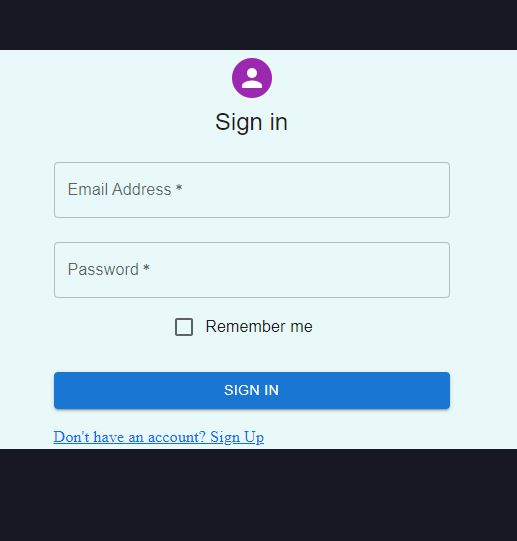 Sign in
Email Address *
Password *
Remember me
SIGN IN
Don't have an account? Sign Up